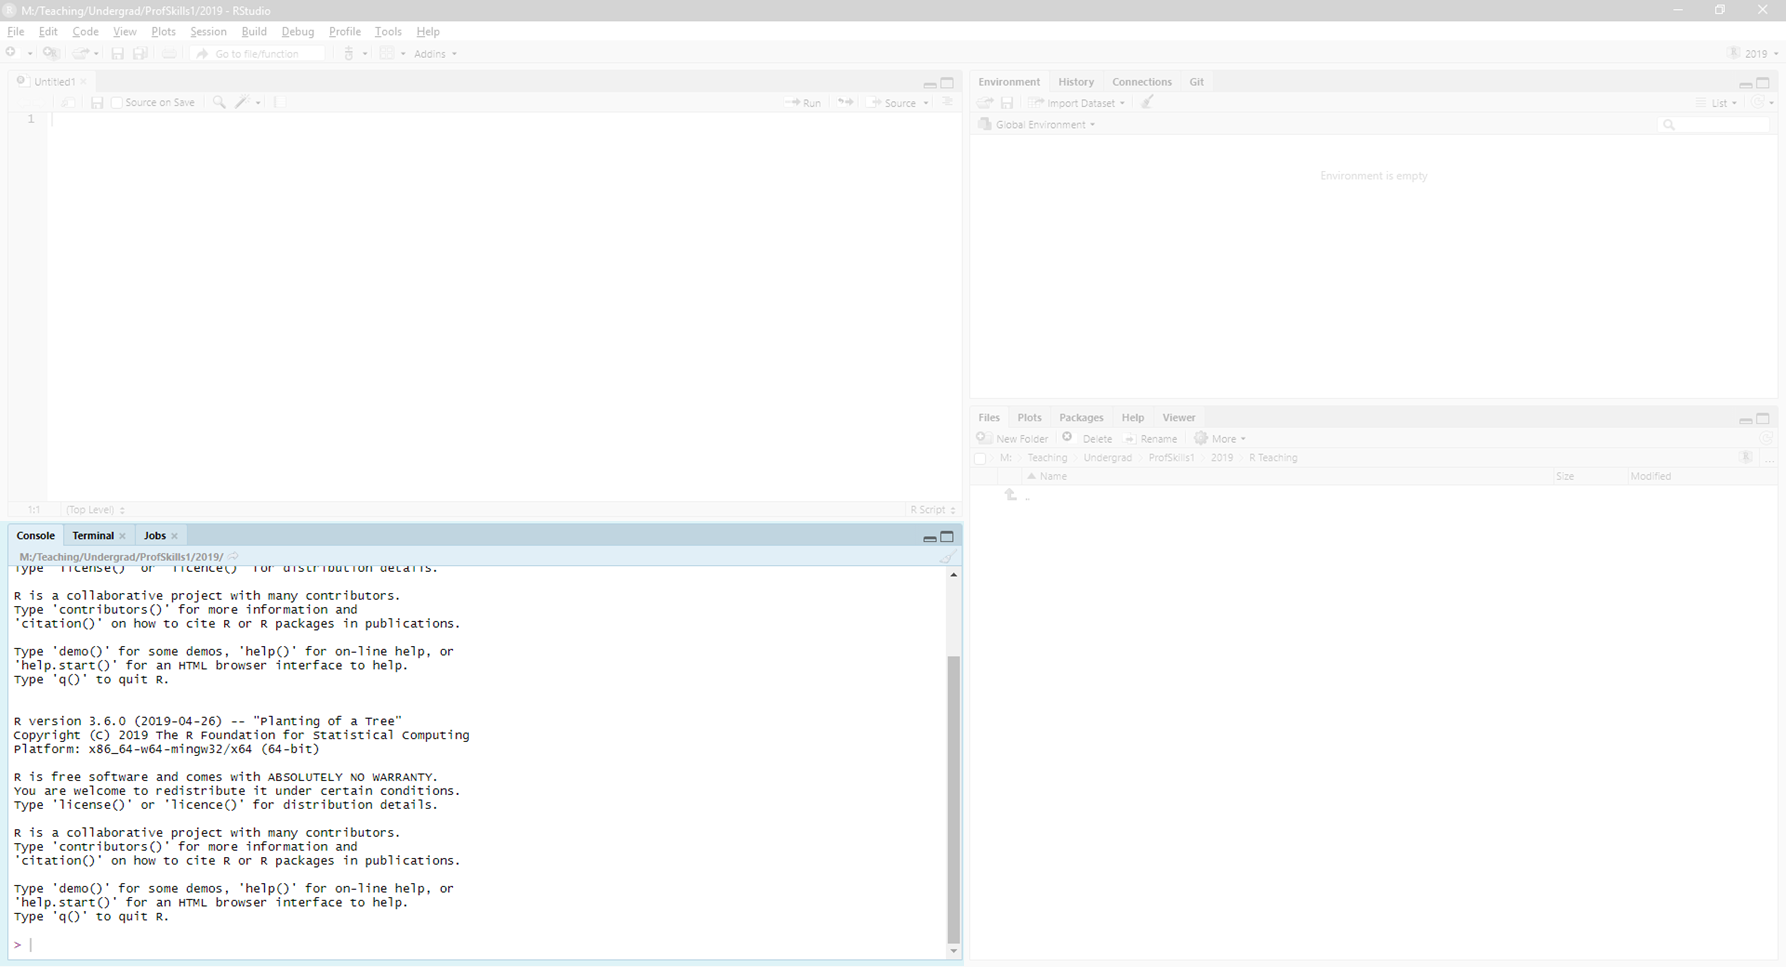 M:/Teaching/Undergrad/ProfSkills1/2019 - RStudio
File Edit Code View Plots Session Build Debug Profile Tools Help
Go to file/function Addins 2019
Untitled1
Source on Save Run Source
1
1:1 (Top Level) R Script
Console Terminal Jobs
M:/Teaching/Undergrad/ProfSkills1/2019/
Type 'license()' or 'licence()' for distribution details.
R is a collaborative project with many contributors.
Type 'contributors()' for more information and
'citation()' on how to cite R or R packages in publications.
Type 'demo()' for some demos, 'help()' for on-line help, or
'help.start()' for an HTML browser interface to help.
Type 'q()' to quit R.
R version 3.6.0 (2019-04-26) -- "Planting of a Tree"
Copyright (C) 2019 The R Foundation for Statistical Computing
Platform: x86_64-w64-mingw32/x64 (64-bit)
R is free software and comes with ABSOLUTELY NO WARRANTY.
You are welcome to redistribute it under certain conditions.
Type 'license()' or 'licence()' for distribution details.
R is a collaborative project with many contributors.
Type 'contributors()' for more information and
'citation()' on how to cite R or R packages in publications.
Type 'demo()' for some demos, 'help()' for on-line help, or
'help.start()' for an HTML browser interface to help.
Type 'q()' to quit R.
>
Environment History Connections Git
Import Dataset List
Global Environment
Environment is empty
Files Plots Packages Help Viewer
New Folder Delete Rename More
M: Teaching Undergrad ProfSkills1 2019 R Teaching ...
Name Size Modified
..